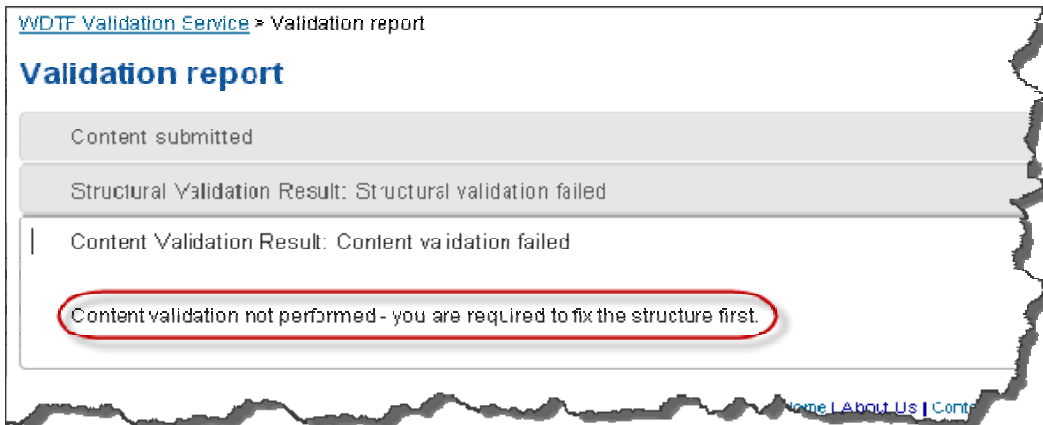 WDTF Validation Service > Validation report
Validation report
Content submitted
Structural Validation Result: Structural validation failed
Content Validation Result: Content validation failed
Content validation not performed - you are required to fix the structure first.
Home | About Us |